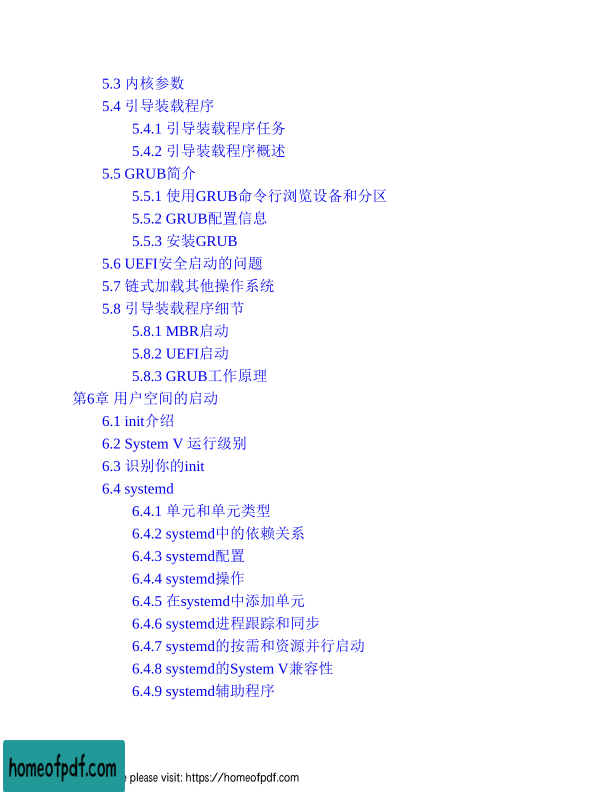 5.3 内核参数
5.4 引导装载程序
5.4.1 引导装载程序任务
5.4.2 引导装载程序概述
5.5 GRUB简介
5.5.1 使用GRUB命令行浏览设备和分区
5.5.2 GRUB配置信息
5.5.3 安装GRUB
5.6 UEFI安全启动的问题
5.7 链式加载其他操作系统
5.8 引导装载程序细节
5.8.1 MBR启动
5.8.2 UEFI启动
5.8.3 GRUB工作原理
第6章 用户空间的启动
6.1 init介绍
6.2 System V 运行级别
6.3 识别你的init
6.4 systemd
6.4.1 单元和单元类型
6.4.2 systemd中的依赖关系
6.4.3 systemd配置
6.4.4 systemd操作
6.4.5 在systemd中添加单元
6.4.6 systemd进程跟踪和同步
6.4.7 systemd的按需和资源并行启动
6.4.8 systemd的System V兼容性
6.4.9 systemd辅助程序
homeofpdf.com
please visit: https://homeofpdf.com